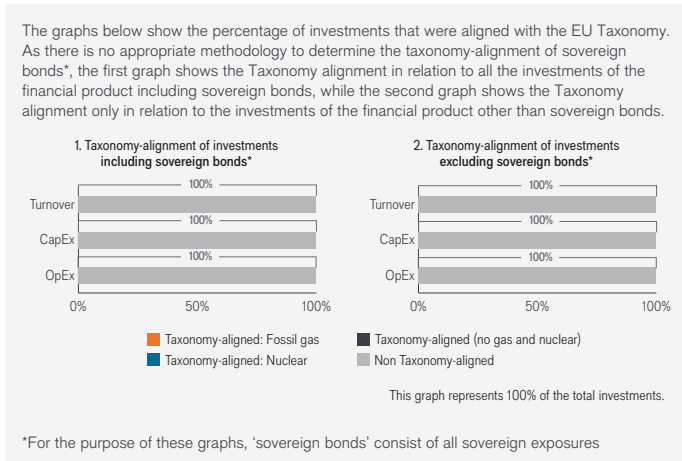 The graphs below show the percentage of investments that were aligned with the EU Taxonomy.
As there is no appropriate methodology to determine the taxonomy-alignment of sovereign
bonds*, the first graph shows the Taxonomy alignment in relation to all the investments of the
financial product including sovereign bonds, while the second graph shows the Taxonomy
alignment only in relation to the investments of the financial product other than sovereign bonds.
1. Taxonomy-alignment of investments
including sovereign bonds*
100%
Turnover
100%
CapEx
100%
OpEx
0% 50% 100%
2. Taxonomy-alignment of investments
excluding sovereign bonds*
100%
Turnover
100%
CapEx
100%
OpEx
0% 50% 100%
Taxonomy-aligned: Fossil gas
Taxonomy-aligned: Nuclear
Taxonomy-aligned (no gas and nuclear)
Non Taxonomy-aligned
This graph represents 100% of the total investments.
*For the purpose of these graphs, ‘sovereign bonds’ consist of all sovereign exposures